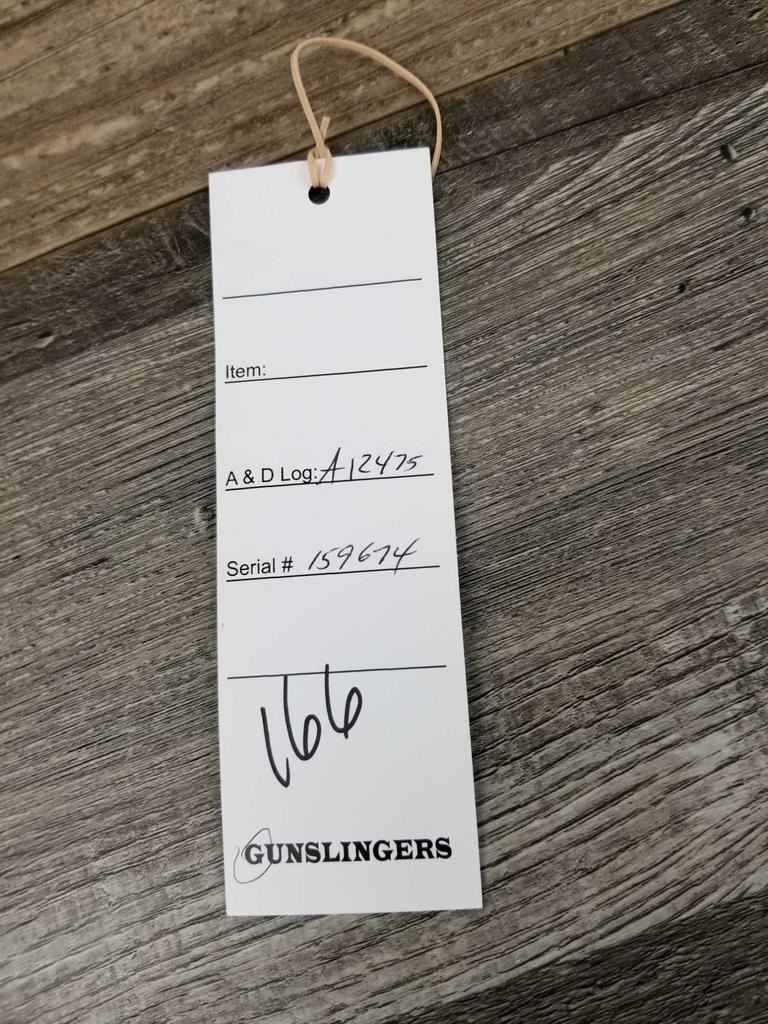 Item:
A & D Log: A12475
Serial # 159674
166
GUNSLINGERS